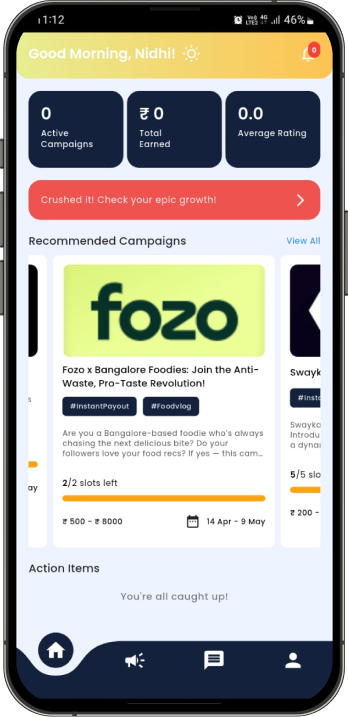 11:12
Vo)) 4G
LTE2
46%
Good Morning, Nidhi!
0
0
Active
Campaigns
₹ 0
Total
Earned
0.0
Average Rating
Crushed it! Check your epic growth!
Recommended Campaigns
View All
fozo
Fozo x Bangalore Foodies: Join the Anti-
Waste, Pro-Taste Revolution!
#InstantPayout
#Foodvlog
Are you a Bangalore-based foodie who's always
chasing the next delicious bite? Do your
followers love your food recs? If yes — this cam...
2/2 slots left
₹ 500 - ₹ 8000
14 Apr - 9 May
s
ay
Swayk
#Insta
Swayka
Introdu
a dynar
5/5 slo
₹ 200 -
Action Items
You're all caught up!